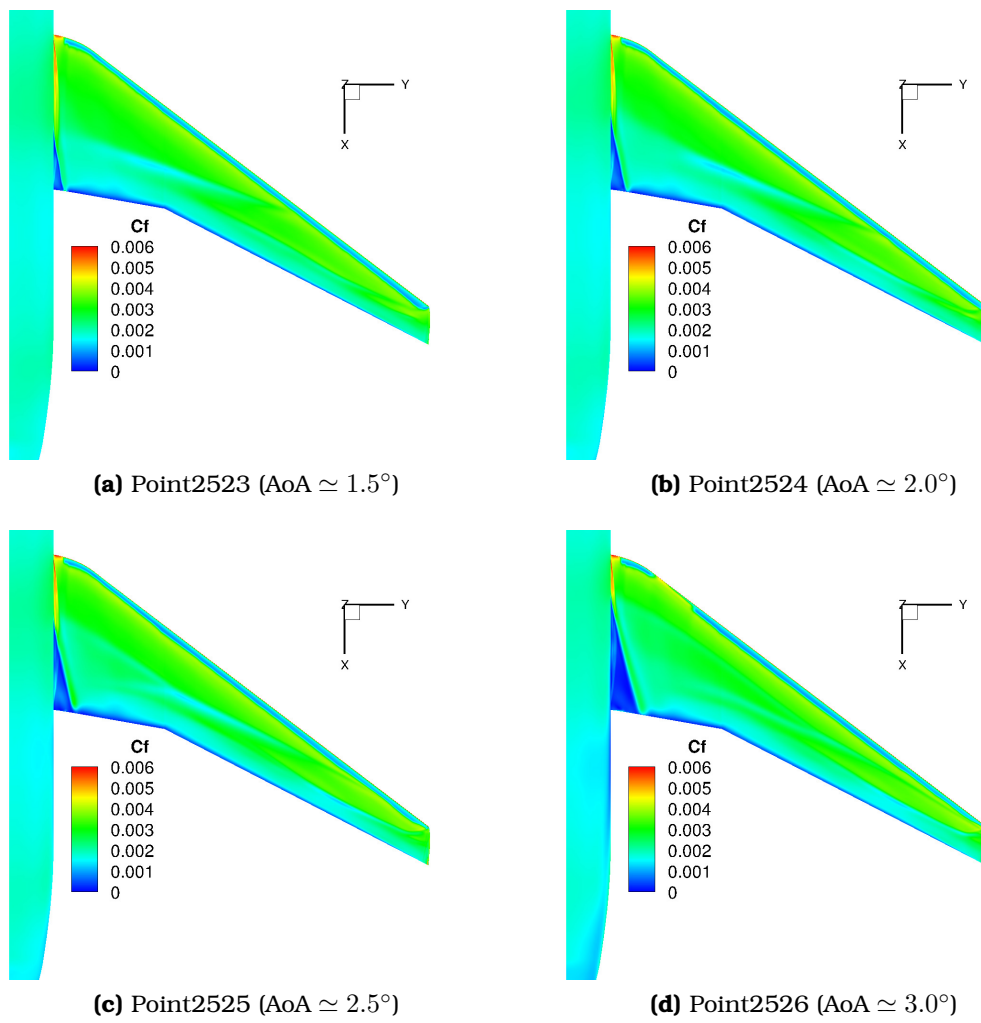 Z Y
X
Cf
0.006
0.005
0.004
0.003
0.002
0.001
0
(a) Point2523 (AoA ≃ 1.5°)
Z Y
X
Cf
0.006
0.005
0.004
0.003
0.002
0.001
0
(b) Point2524 (AoA ≃ 2.0°)
Z Y
X
Cf
0.006
0.005
0.004
0.003
0.002
0.001
0
(c) Point2525 (AoA ≃ 2.5°)
Z Y
X
Cf
0.006
0.005
0.004
0.003
0.002
0.001
0
(d) Point2526 (AoA ≃ 3.0°)